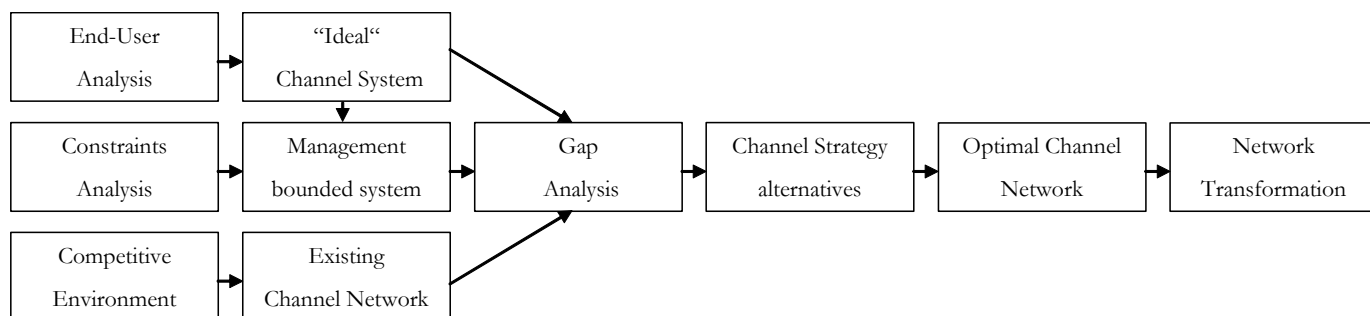 End-User
Analysis
“Ideal“
Channel System
Constraints
Analysis
Management
bounded system
Gap
Analysis
Channel Strategy
alternatives
Optimal Channel
Network
Network
Transformation
Competitive
Environment
Existing
Channel Network